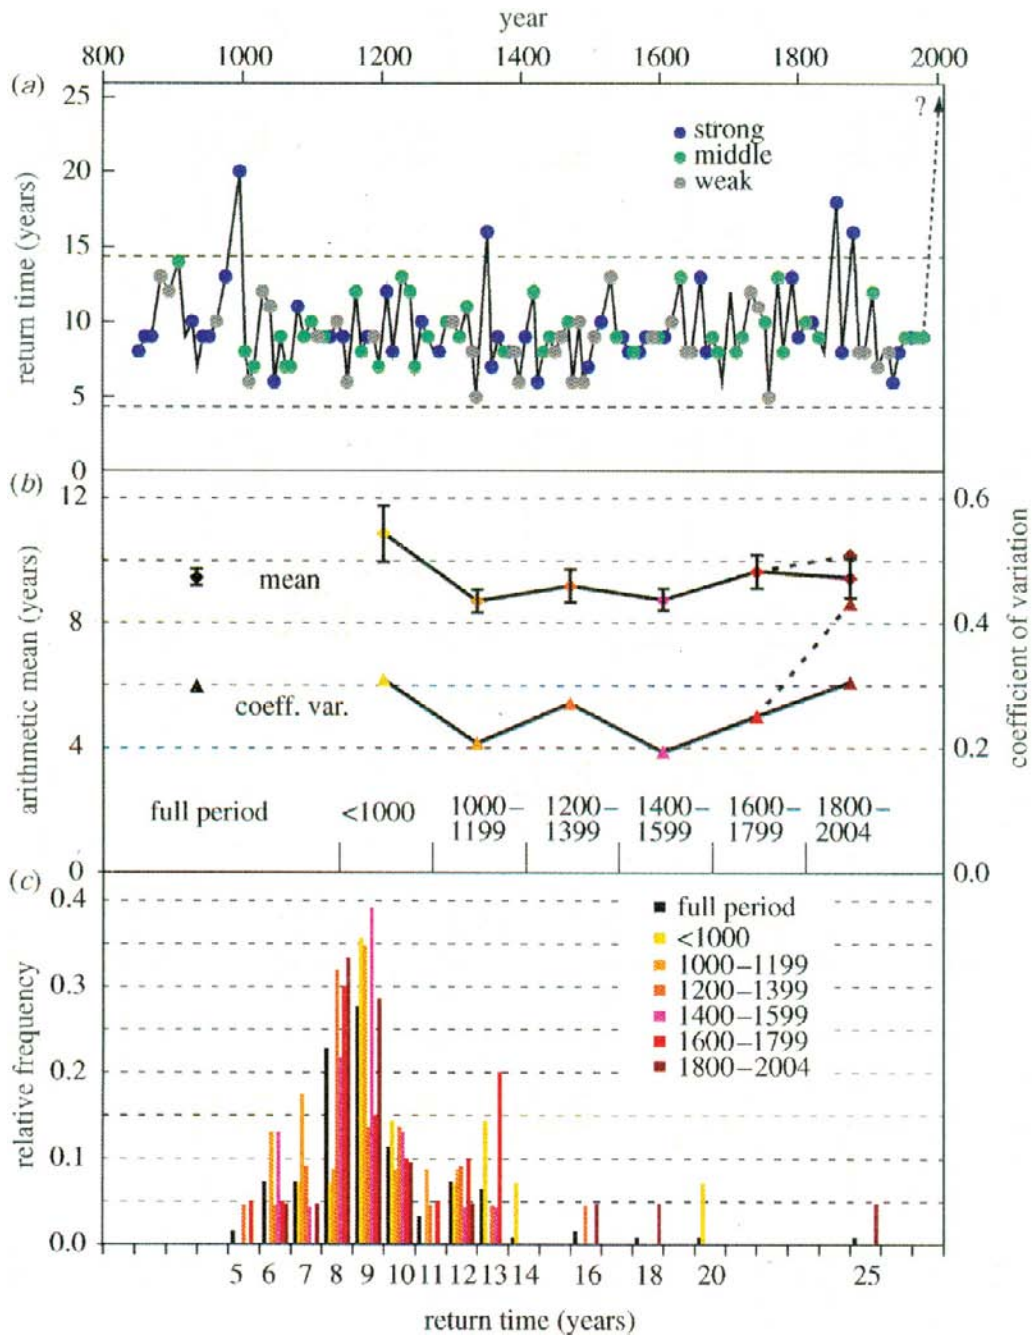 year
800 1000 1200 1400 1600 1800 2000
(a)
25
20
15
10
5
0
return time (years)
?
strong
middle
weak
(b)
12
8
4
0
arithmetic mean (years)
0.6
0.4
0.2
0.0
coefficient of variation
mean
coeff. var.
full period
<1000
1000–
1199
1200–
1399
1400–
1599
1600–
1799
1800–
2004
(c)
0.4
0.3
0.2
0.1
0.0
relative frequency
full period
<1000
1000–1199
1200–1399
1400–1599
1600–1799
1800–2004
5 6 7 8 9 10 11 12 13 14 16 18 20 25
return time (years)